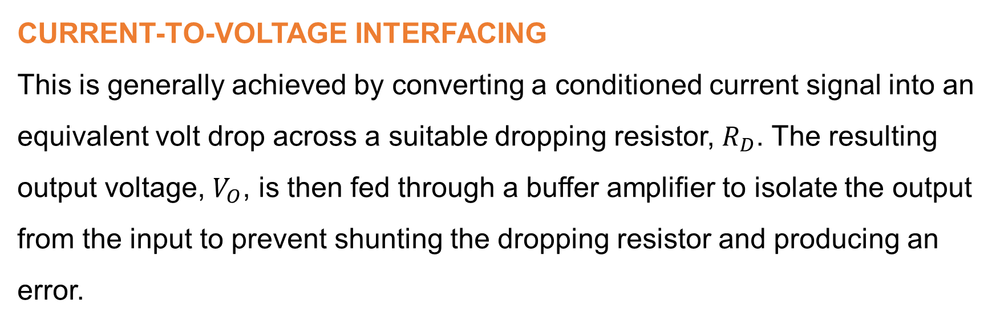 CURRENT-TO-VOLTAGE INTERFACING
This is generally achieved by converting a conditioned current signal into an
equivalent volt drop across a suitable dropping resistor, R_D. The resulting
output voltage, V_O, is then fed through a buffer amplifier to isolate the output
from the input to prevent shunting the dropping resistor and producing an
error.